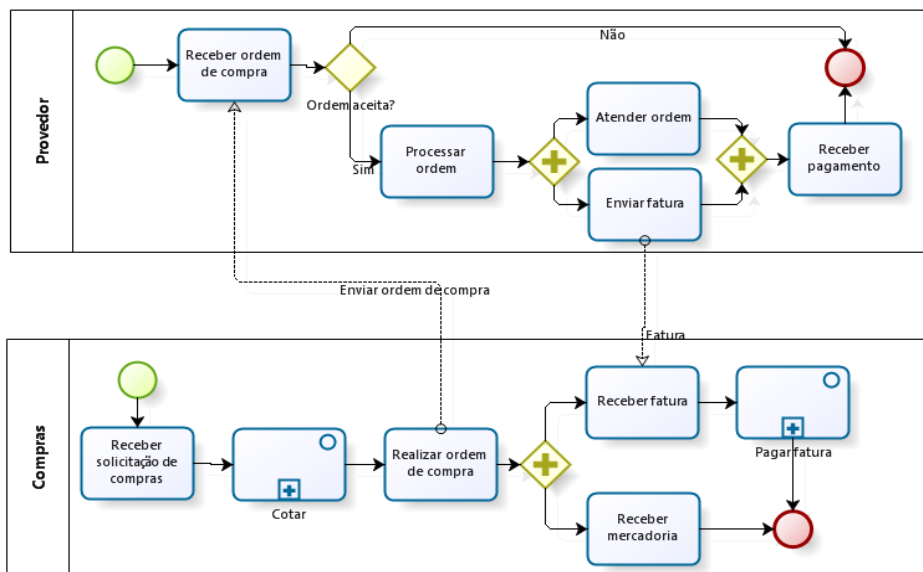 Provedor
Receber ordem
de compra
Não
Ordem aceita?
Sim
Processar
ordem
Atender ordem
Enviar fatura
Receber
pagamento
Enviar ordem de compra
Fatura
Compras
Receber
solicitação de
compras
Cotar
Realizar ordem
de compra
Receber fatura
Pagar fatura
Receber
mercadoria